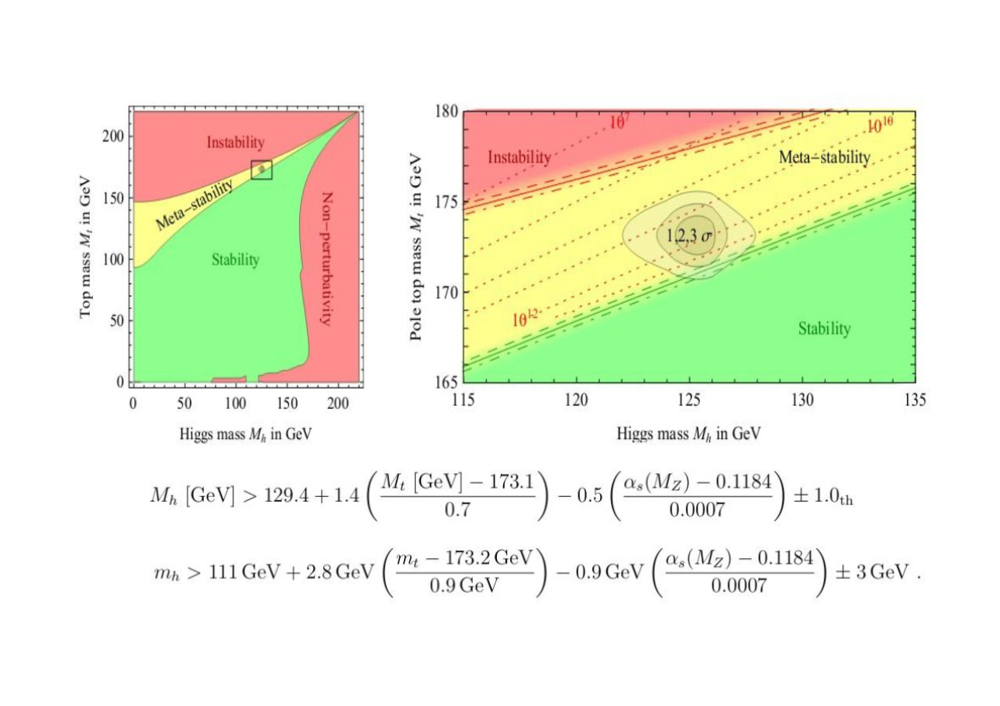 200
150
100
50
0
0 50 100 150 200
Top mass M_t in GeV
Higgs mass M_h in GeV
Instability
Meta−stability
Stability
Non−perturbativity
180
175
170
165
115 120 125 130 135
Pole top mass M_t in GeV
Higgs mass M_h in GeV
10^7
10^10
Instability
Meta−stability
1,2,3 σ
10^12
Stability
M_h [GeV] > 129.4 + 1.4 ( (M_t [GeV] − 173.1) / 0.7 ) − 0.5 ( (α_s(M_Z) − 0.1184) / 0.0007 ) ± 1.0_th
m_h > 111 GeV + 2.8 GeV ( (m_t − 173.2 GeV) / 0.9 GeV ) − 0.9 GeV ( (α_s(M_Z) − 0.1184) / 0.0007 ) ± 3 GeV .